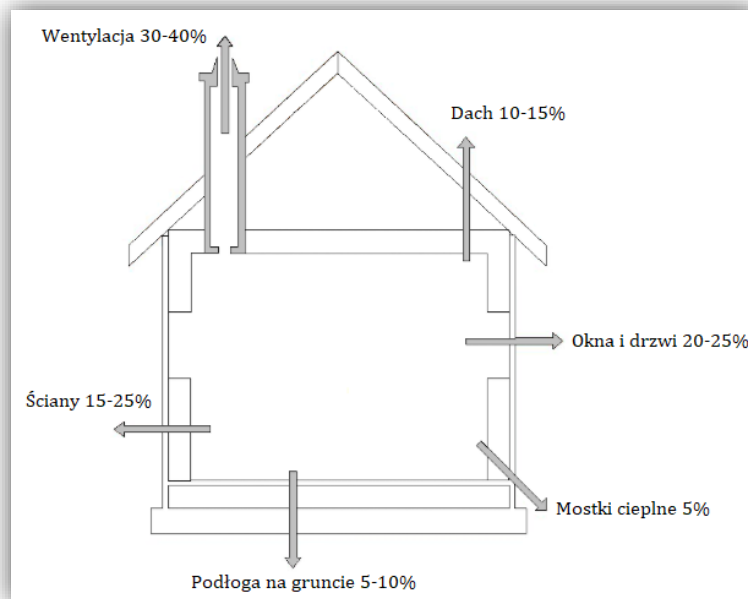 Wentylacja 30-40%
Dach 10-15%
Okna i drzwi 20-25%
Ściany 15-25%
Mostki cieplne 5%
Podłoga na gruncie 5-10%